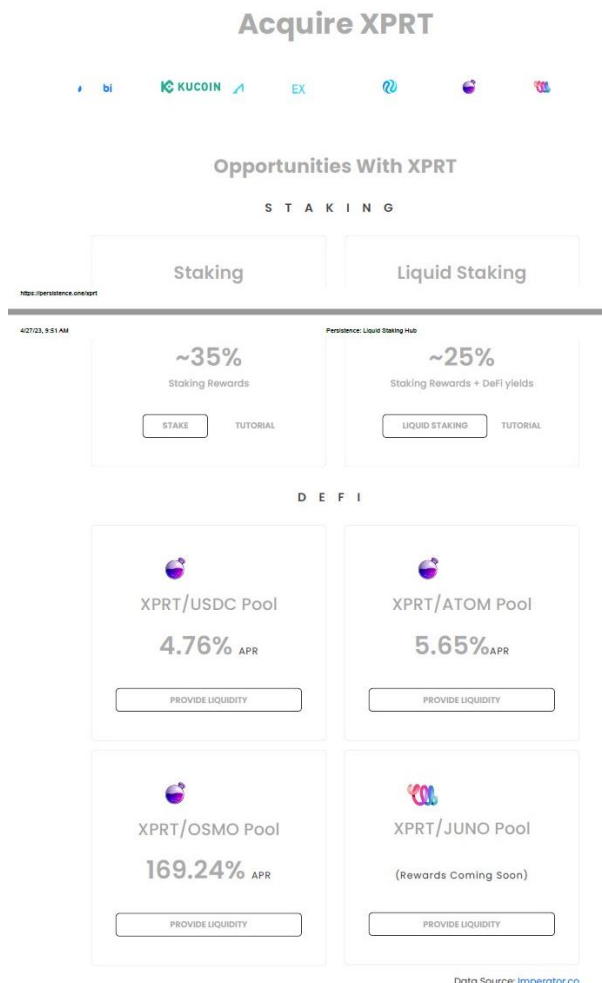 Acquire XPRT
bi KUCOIN EX
Opportunities With XPRT
STAKING
Staking Liquid Staking
https://persistence.one/xprt
4/27/23, 9:51 AM Persistence: Liquid Staking Hub
~35% ~25%
Staking Rewards Staking Rewards + DeFi yields
STAKE TUTORIAL LIQUID STAKING TUTORIAL
DEFI
XPRT/USDC Pool XPRT/ATOM Pool
4.76% APR 5.65% APR
PROVIDE LIQUIDITY PROVIDE LIQUIDITY
XPRT/OSMO Pool XPRT/JUNO Pool
169.24% APR (Rewards Coming Soon)
PROVIDE LIQUIDITY PROVIDE LIQUIDITY
Data Source: Imperator.co